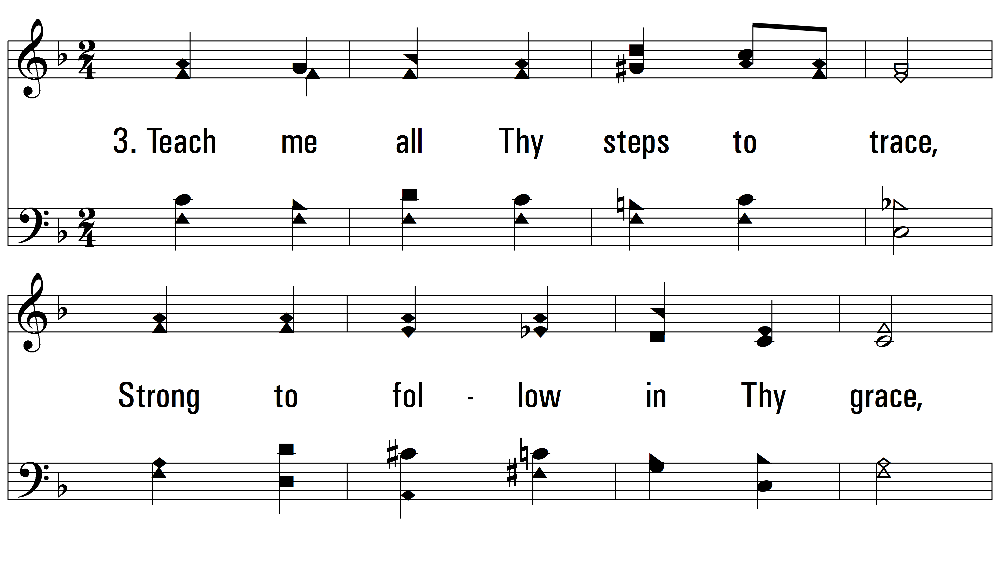 3. Teach me all Thy steps to trace,
Strong to fol - low in Thy grace,